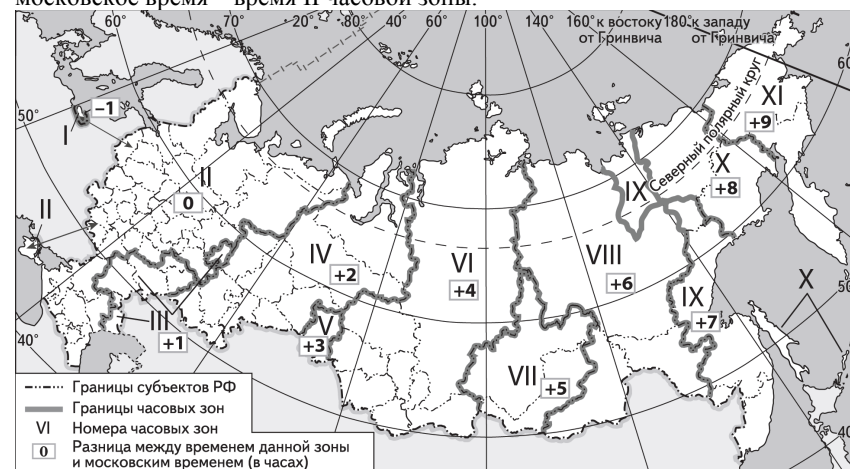 московское время – время II часовой зоны.
60° 70° 20° 80° 40° 60° 100° 140° 160° к востоку 180° к западу
от Гринвича от Гринвича
60
50°
–1
I
II
0
II
40°
III
+1
IV
+2
V
+3
VI
+4
VII
+5
VIII
+6
IX
IX
+7
X
+8
XI
+9
Северный полярный круг
X
50
40
Границы субъектов РФ
Границы часовых зон
VI Номера часовых зон
0 Разница между временем данной зоны
и московским временем (в часах)